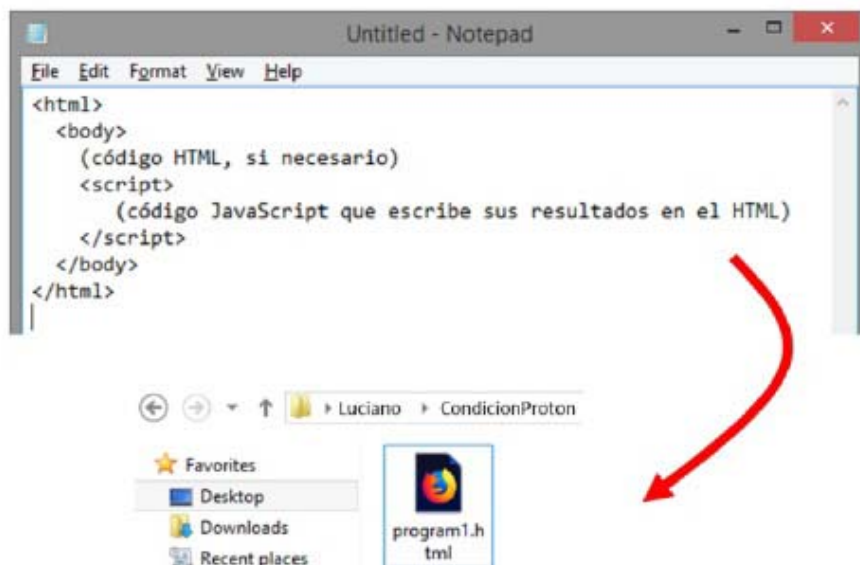 Untitled - Notepad
File Edit Format View Help
<html>
<body>
(código HTML, si necesario)
<script>
(código JavaScript que escribe sus resultados en el HTML)
</script>
</body>
</html>
Luciano CondicionProton
Favorites
Desktop
Downloads
Recent places
program1.h
tml